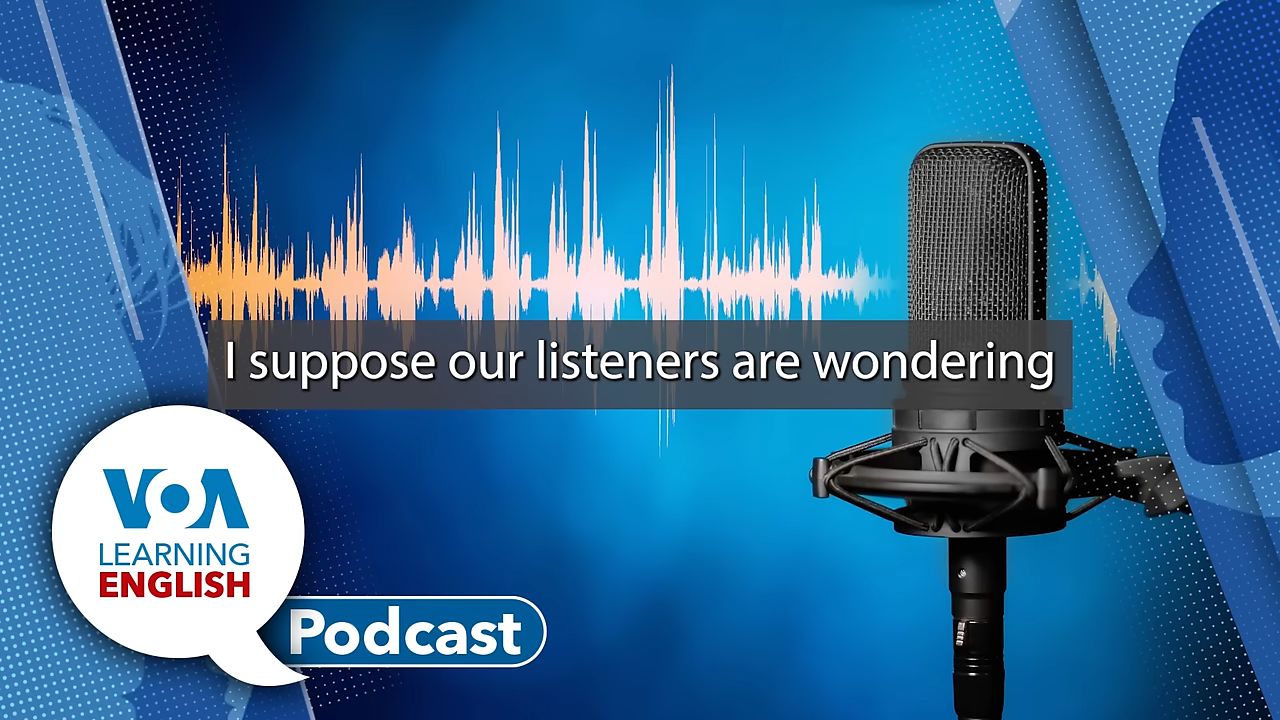 I suppose our listeners are wondering
VOA
LEARNING
ENGLISH
Podcast